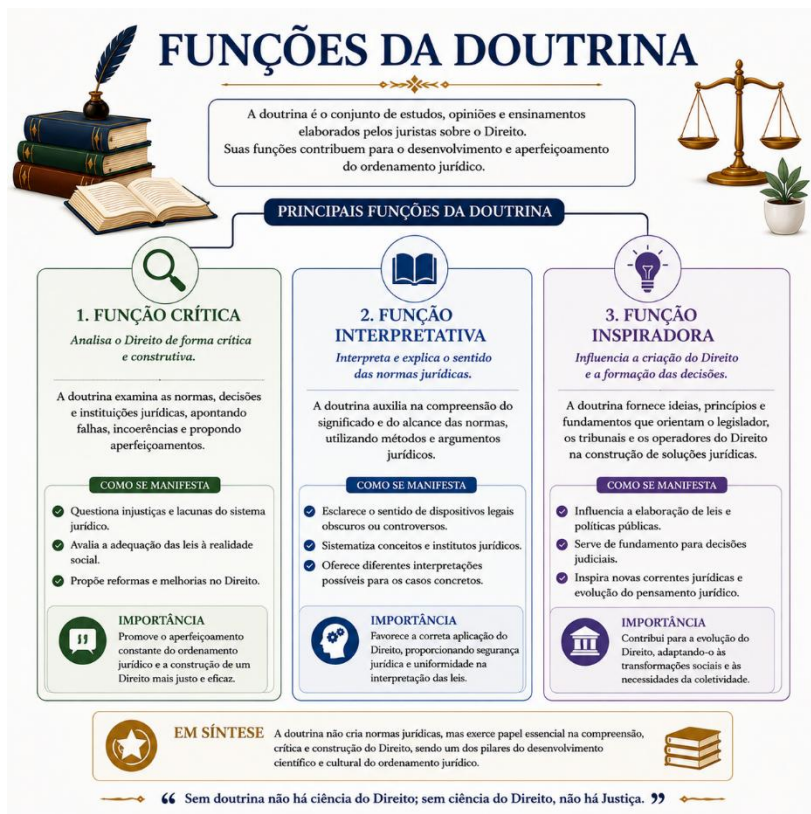 FUNÇÕES DA DOUTRINA
A doutrina é o conjunto de estudos, opiniões e ensinamentos
elaborados pelos juristas sobre o Direito.
Suas funções contribuem para o desenvolvimento e aperfeiçoamento
do ordenamento jurídico.
PRINCIPAIS FUNÇÕES DA DOUTRINA
1. FUNÇÃO CRÍTICA
Analisa o Direito de forma crítica
e construtiva.
A doutrina examina as normas, decisões
e instituições jurídicas, apontando
falhas, incoerências e propondo
aperfeiçoamentos.
COMO SE MANIFESTA
Questiona injustiças e lacunas do sistema
jurídico.
Avalia a adequação das leis à realidade
social.
Propõe reformas e melhorias no Direito.
IMPORTÂNCIA
Promove o aperfeiçoamento
constante do ordenamento
jurídico e a construção de um
Direito mais justo e eficaz.
2. FUNÇÃO
INTERPRETATIVA
Interpreta e explica o sentido
das normas jurídicas.
A doutrina auxilia na compreensão do
significado e do alcance das normas,
utilizando métodos e argumentos
jurídicos.
COMO SE MANIFESTA
Esclarece o sentido de dispositivos legais
obscuros ou controversos.
Sistematiza conceitos e institutos jurídicos.
Oferece diferentes interpretações
possíveis para os casos concretos.
IMPORTÂNCIA
Favorece a correta aplicação do
Direito, proporcionando segurança
jurídica e uniformidade na
interpretação das leis.
3. FUNÇÃO
INSPIRADORA
Influencia a criação do Direito
e a formação das decisões.
A doutrina fornece ideias, princípios e
fundamentos que orientam o legislador,
os tribunais e os operadores do Direito
na construção de soluções jurídicas.
COMO SE MANIFESTA
Influencia a elaboração de leis e
políticas públicas.
Serve de fundamento para decisões
judiciais.
Inspira novas correntes jurídicas e
evolução do pensamento jurídico.
IMPORTÂNCIA
Contribui para a evolução do
Direito, adaptando-o às
transformações sociais e às
necessidades da coletividade.
EM SÍNTESE
A doutrina não cria normas jurídicas, mas exerce papel essencial na compreensão,
crítica e construção do Direito, sendo um dos pilares do desenvolvimento
científico e cultural do ordenamento jurídico.
“ Sem doutrina não há ciência do Direito; sem ciência do Direito, não há Justiça. ”